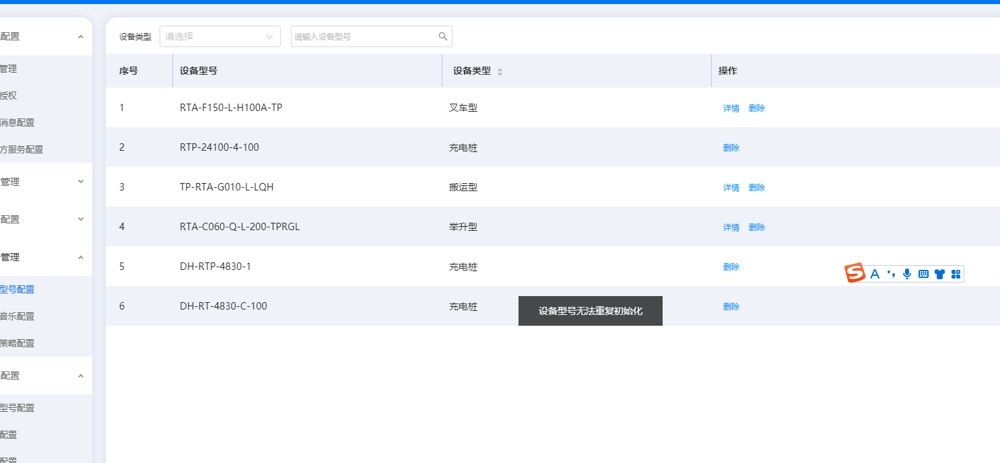 配置
管理
授权
消息配置
方服务配置
管理
配置
管理
型号配置
音乐配置
策略配置
配置
型号配置
配置
配置
设备类型 请选择 请输入设备型号
序号 设备型号 设备类型 操作
1 RTA-F150-L-H100A-TP 叉车型 详情 删除
2 RTP-24100-4-100 充电桩 删除
3 TP-RTA-G010-L-LQH 搬运型 详情 删除
4 RTA-C060-Q-L-200-TPRGL 举升型 详情 删除
5 DH-RTP-4830-1 充电桩 删除
S A
6 DH-RT-4830-C-100 充电桩 删除
设备型号无法重复初始化